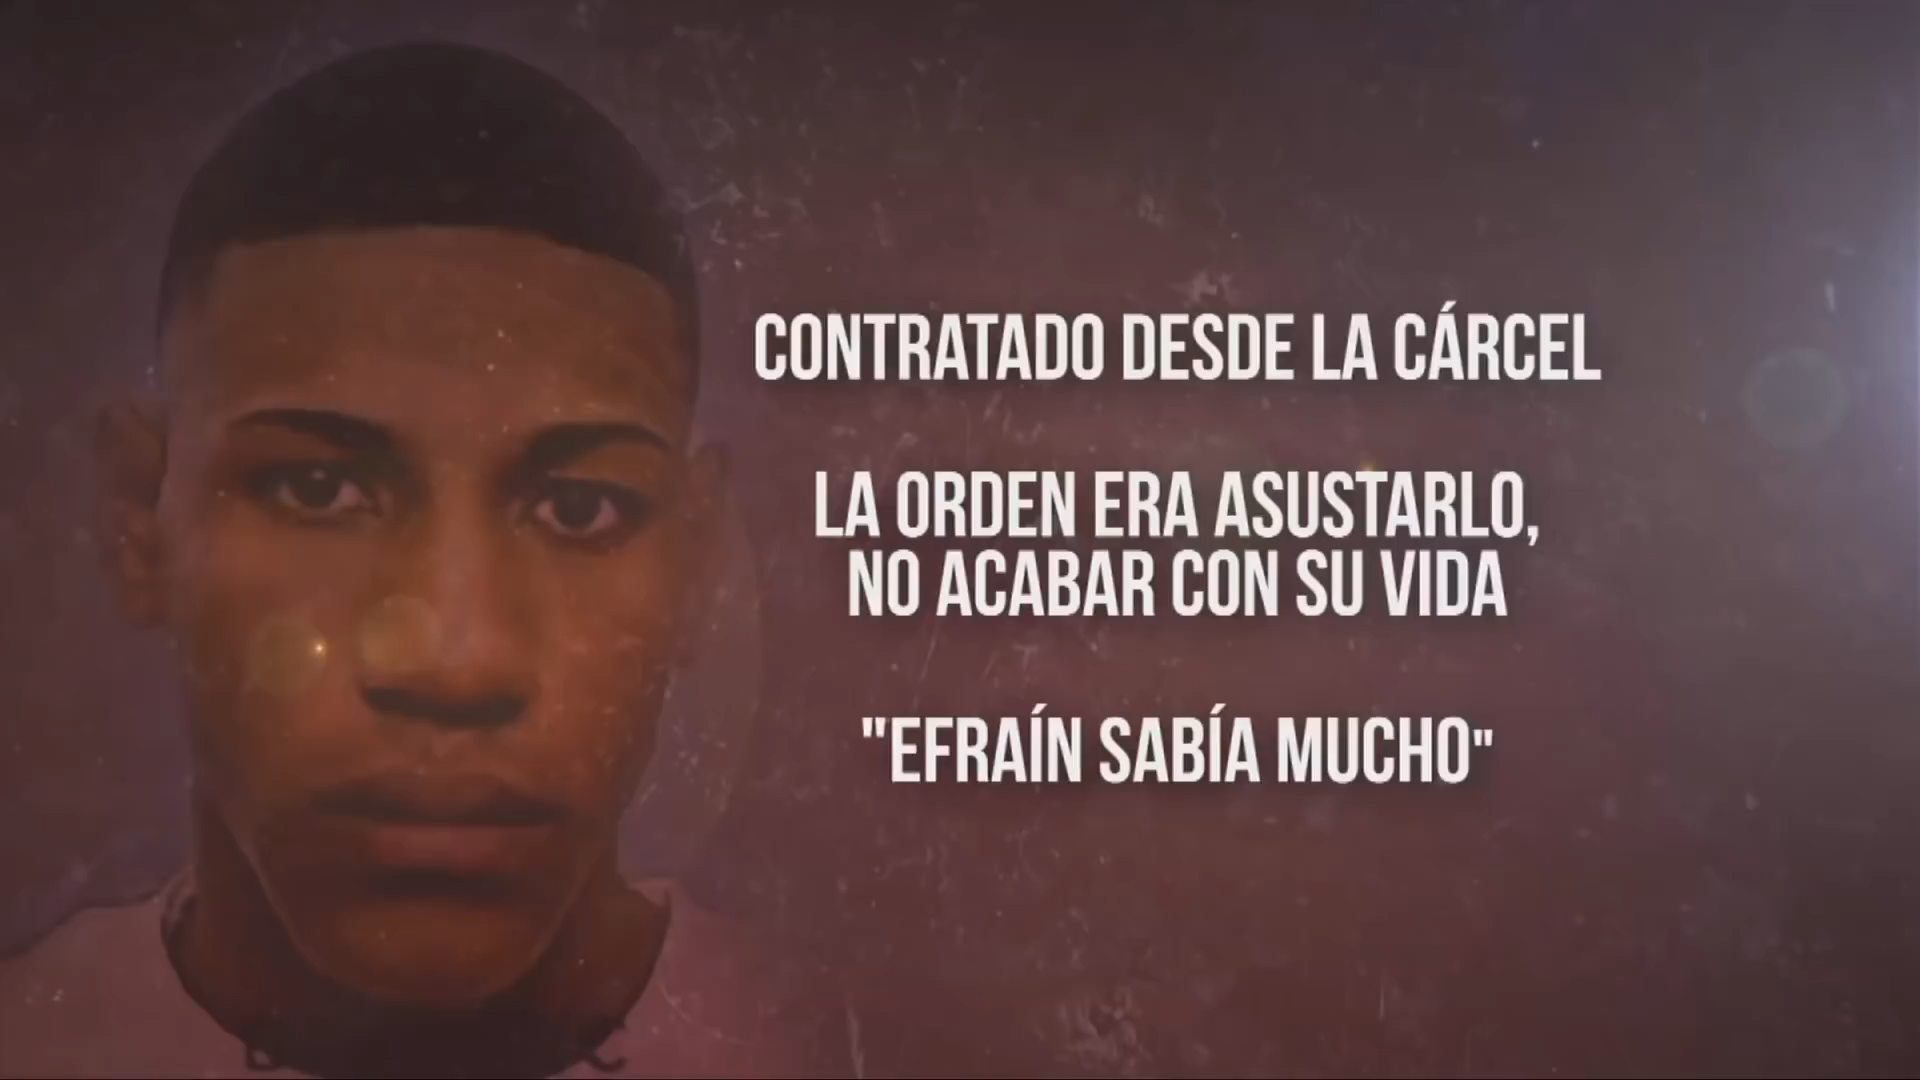 CONTRATADO DESDE LA CÁRCEL
LA ORDEN ERA ASUSTARLO,
NO ACABAR CON SU VIDA
"EFRAÍN SABÍA MUCHO"